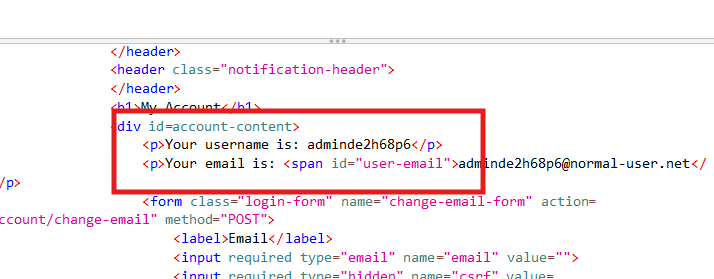 </header>
<header class="notification-header">
</header>
<h1>My Account</h1>
<div id=account-content>
<p>Your username is: adminde2h68p6</p>
<p>Your email is: <span id="user-email">adminde2h68p6@normal-user.net</
/p>
<form class="login-form" name="change-email-form" action=
ccount/change-email" method="POST">
<label>Email</label>
<input required type="email" name="email" value="">
<input required type="hidden" name="csrf" value=